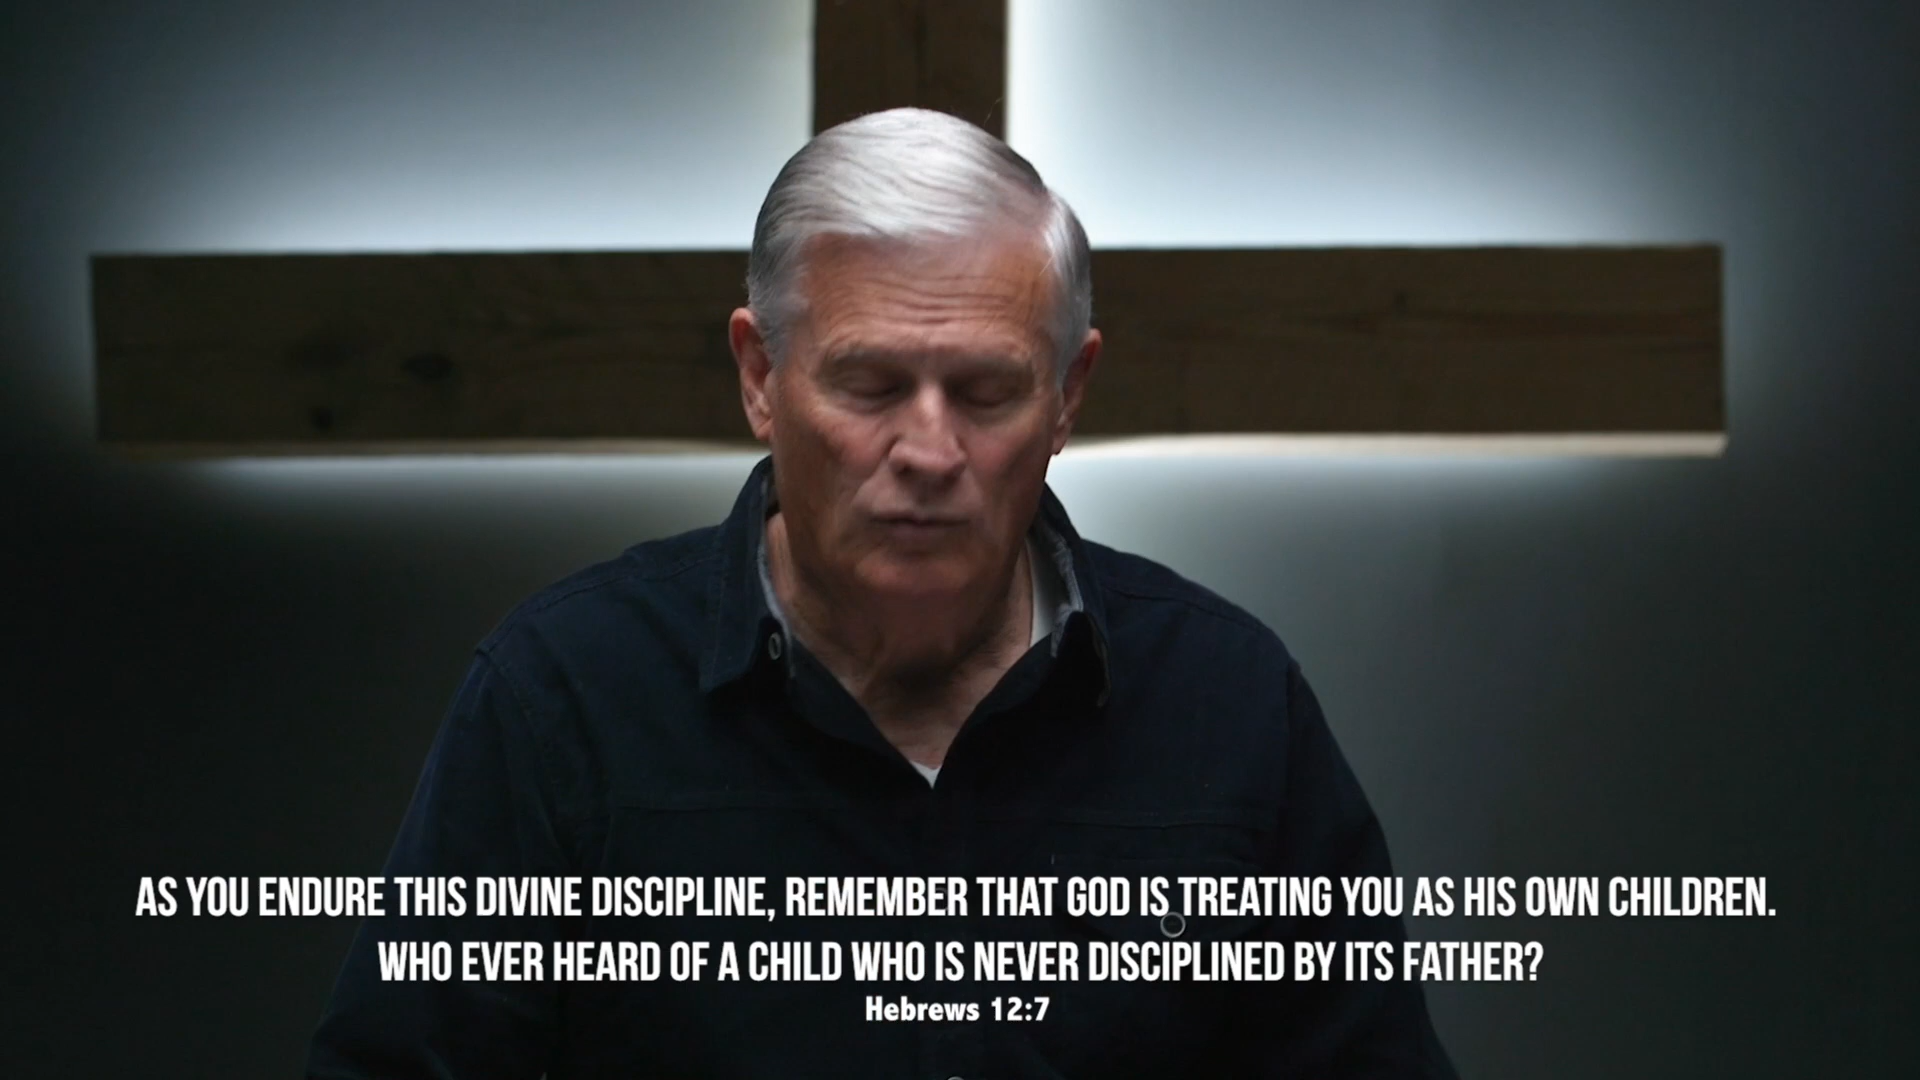 AS YOU ENDURE THIS DIVINE DISCIPLINE, REMEMBER THAT GOD IS TREATING YOU AS HIS OWN CHILDREN.
WHO EVER HEARD OF A CHILD WHO IS NEVER DISCIPLINED BY ITS FATHER?
Hebrews 12:7